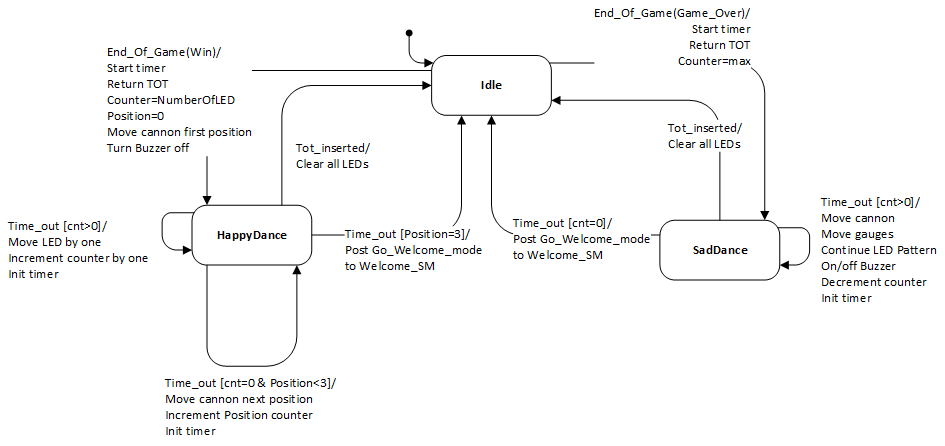 End_Of_Game(Win)/
Start timer
Return TOT
Counter=NumberOfLED
Position=0
Move cannon first position
Turn Buzzer off
End_Of_Game(Game_Over)/
Start timer
Return TOT
Counter=max
Idle
Tot_inserted/
Clear all LEDs
Tot_inserted/
Clear all LEDs
Time_out [cnt>0]/
Move LED by one
Increment counter by one
Init timer
HappyDance
Time_out [Position=3]/
Post Go_Welcome_mode
to Welcome_SM
Time_out [cnt=0]/
Post Go_Welcome_mode
to Welcome_SM
SadDance
Time_out [cnt>0]/
Move cannon
Move gauges
Continue LED Pattern
On/off Buzzer
Decrement counter
Init timer
Time_out [cnt=0 & Position<3]/
Move cannon next position
Increment Position counter
Init timer